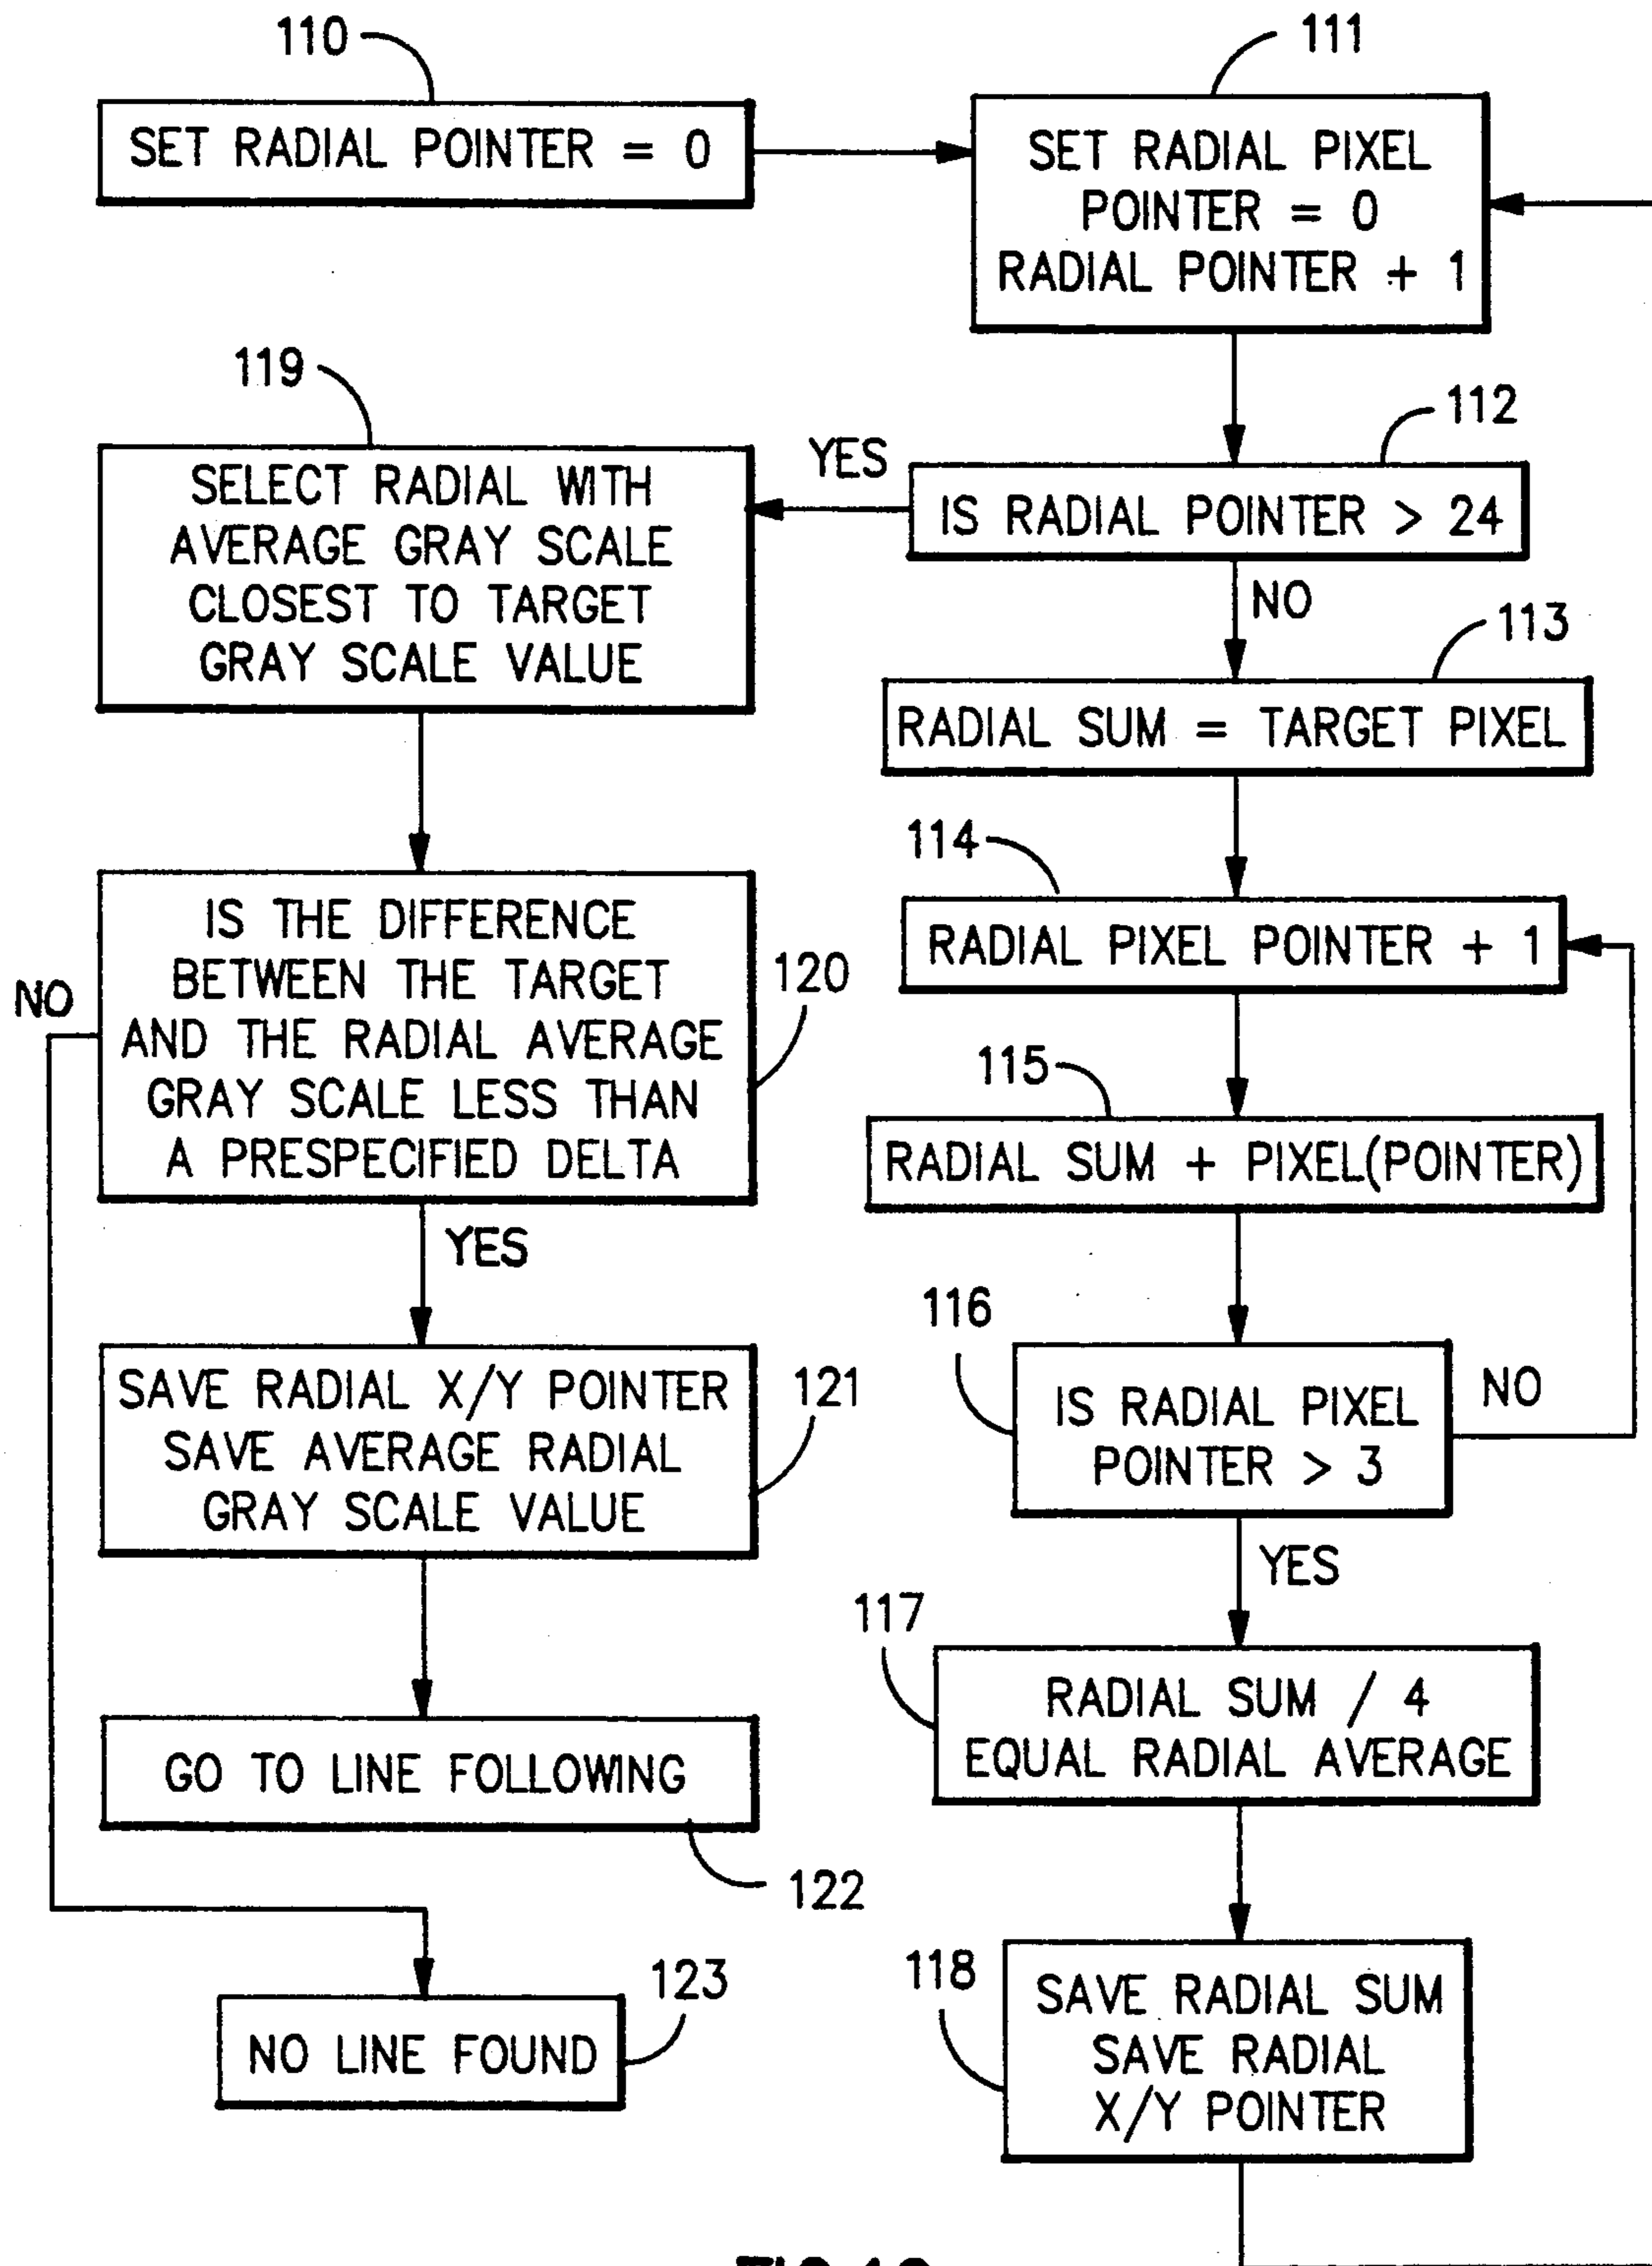 110
SET RADIAL POINTER = 0
111
SET RADIAL PIXEL
POINTER = 0
RADIAL POINTER + 1
112
IS RADIAL POINTER > 24
YES
NO
113
RADIAL SUM = TARGET PIXEL
114
RADIAL PIXEL POINTER + 1
115
RADIAL SUM + PIXEL(POINTER)
116
IS RADIAL PIXEL
POINTER > 3
NO
YES
117
RADIAL SUM / 4
EQUAL RADIAL AVERAGE
118
SAVE RADIAL SUM
SAVE RADIAL
X/Y POINTER
119
SELECT RADIAL WITH
AVERAGE GRAY SCALE
CLOSEST TO TARGET
GRAY SCALE VALUE
120
IS THE DIFFERENCE
BETWEEN THE TARGET
AND THE RADIAL AVERAGE
GRAY SCALE LESS THAN
A PRESPECIFIED DELTA
NO
YES
121
SAVE RADIAL X/Y POINTER
SAVE AVERAGE RADIAL
GRAY SCALE VALUE
GO TO LINE FOLLOWING
122
123
NO LINE FOUND